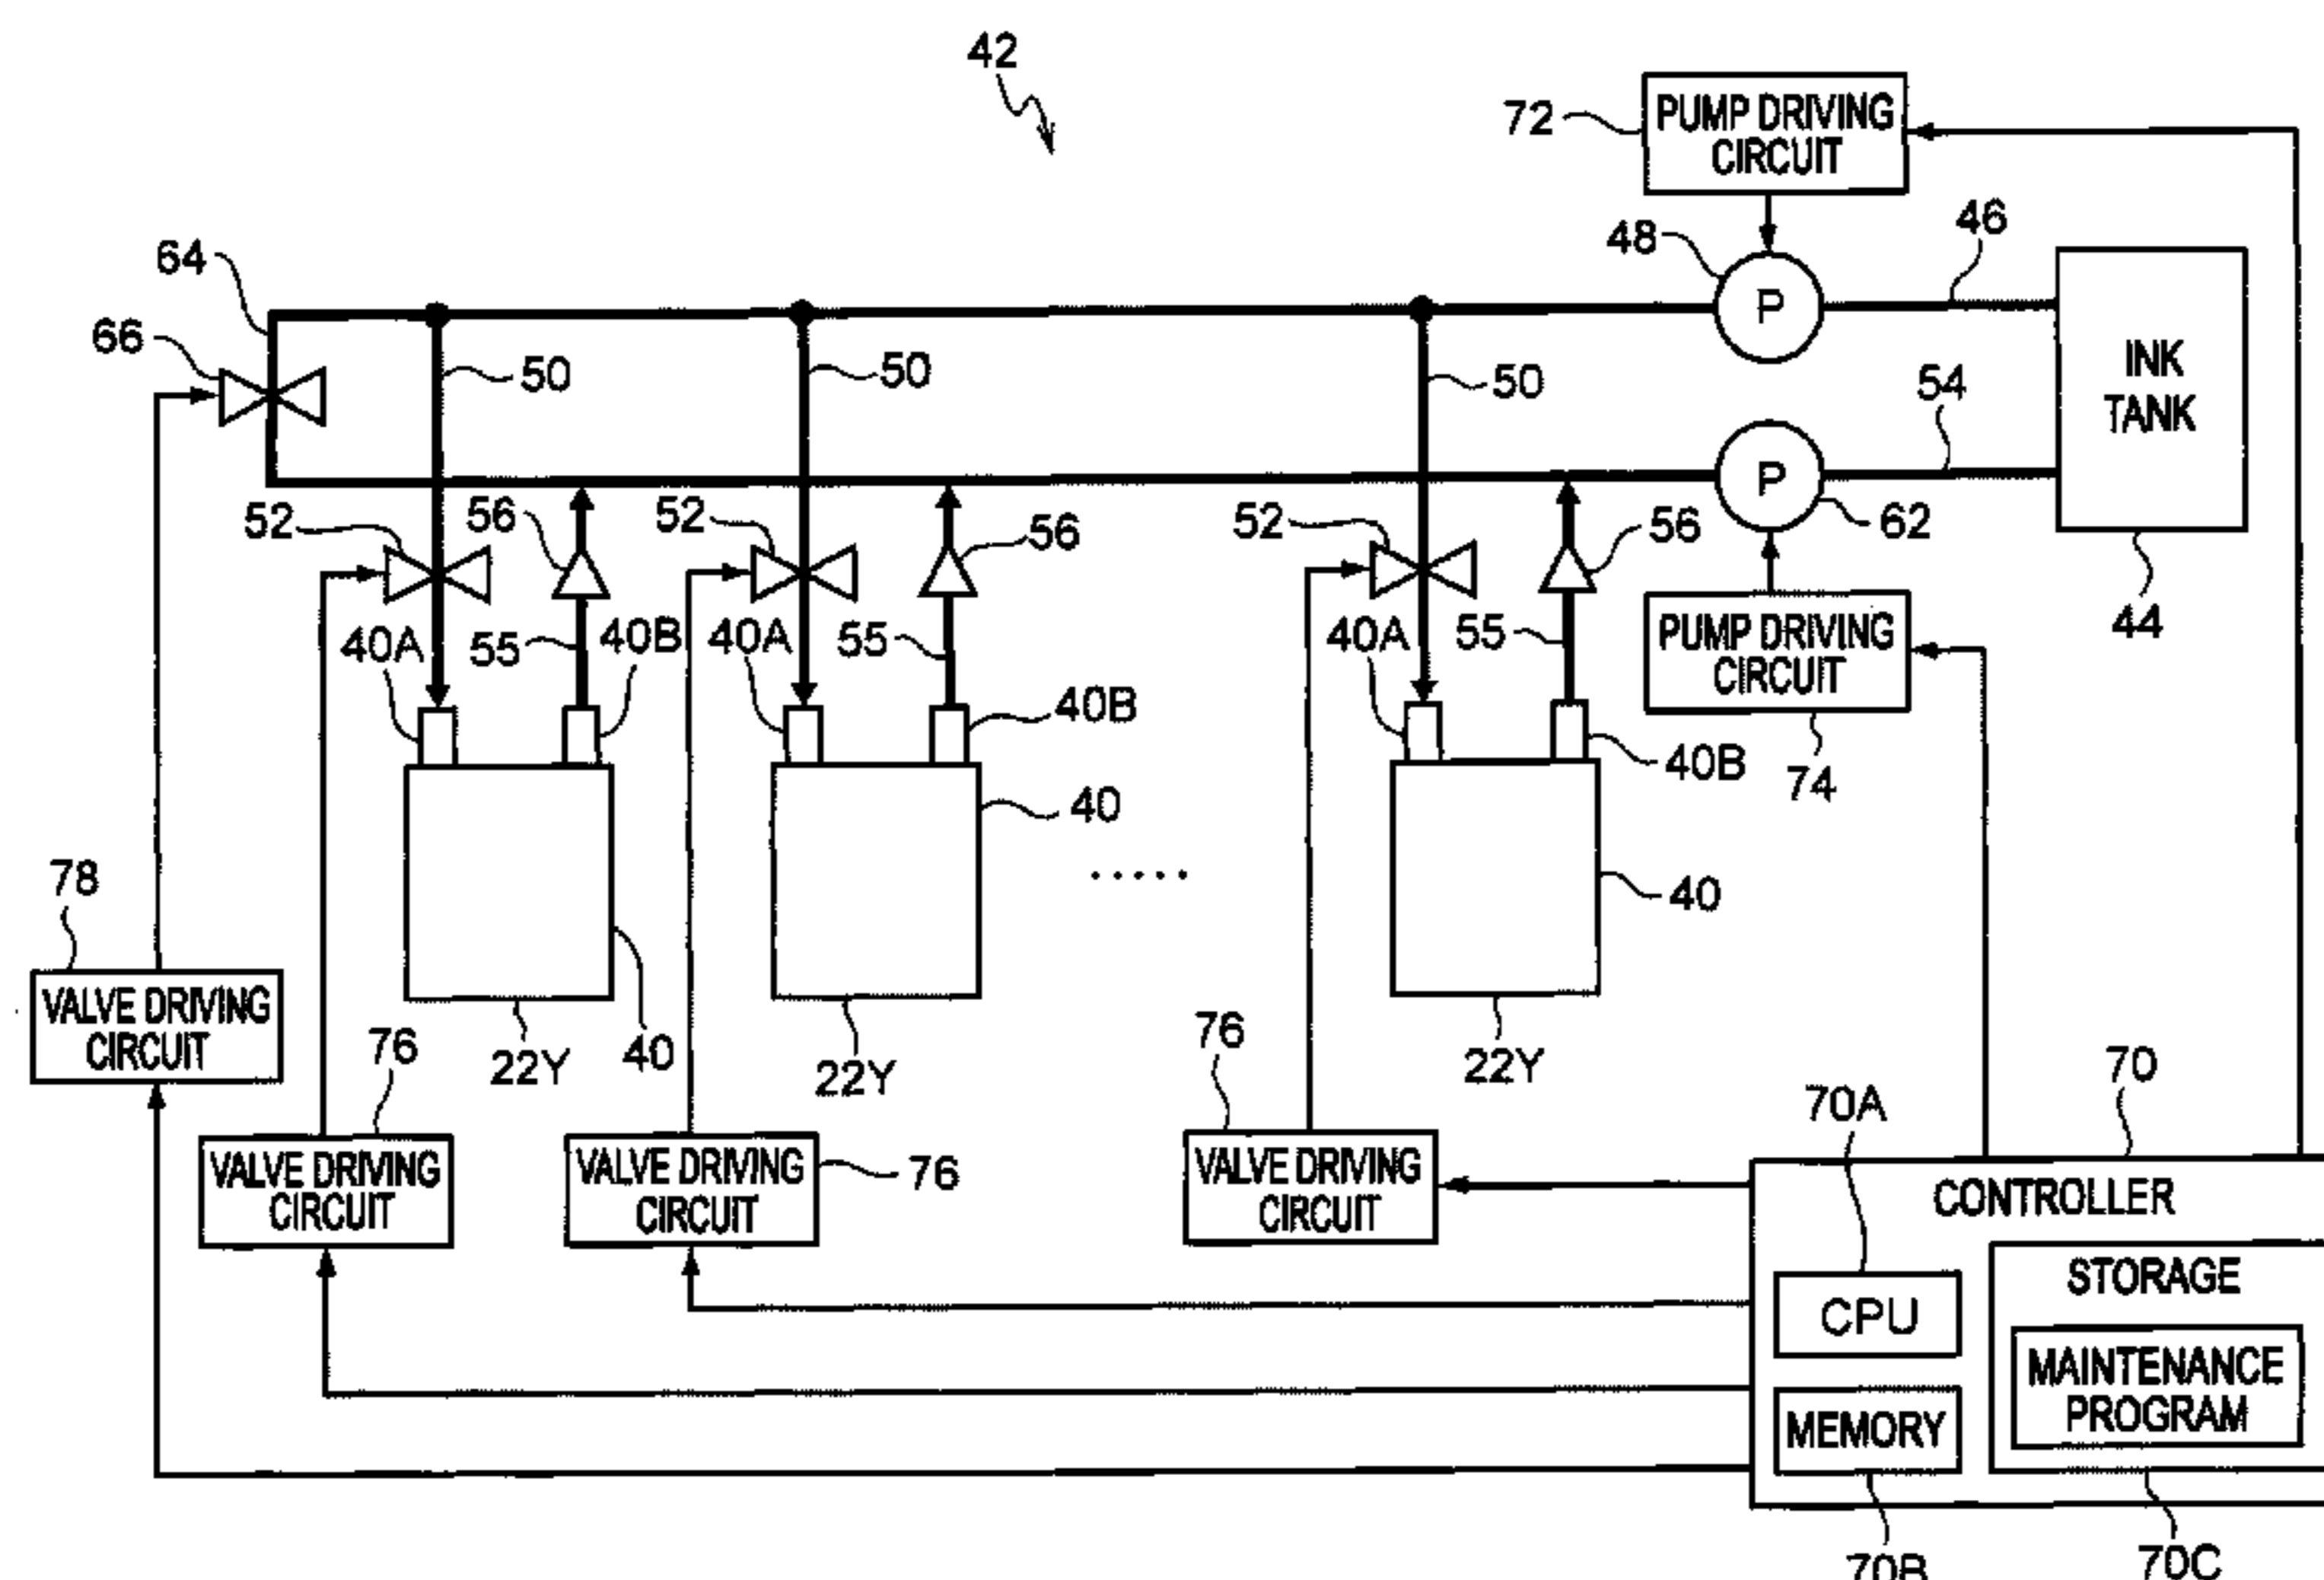 42
72
PUMP DRIVING
CIRCUIT
46
48
P
64
66
50
50
50
54
INK
TANK
P
62
52
56
52
56
52
56
44
40A
55
40B
40A
55
40B
40A
55
40B
PUMP DRIVING
CIRCUIT
74
40
40
78
VALVE DRIVING
CIRCUIT
22Y
40
22Y
22Y
76
76
76
VALVE DRIVING
CIRCUIT
VALVE DRIVING
CIRCUIT
VALVE DRIVING
CIRCUIT
70
70A
CONTROLLER
STORAGE
CPU
MAINTENANCE
PROGRAM
MEMORY
70B
70C